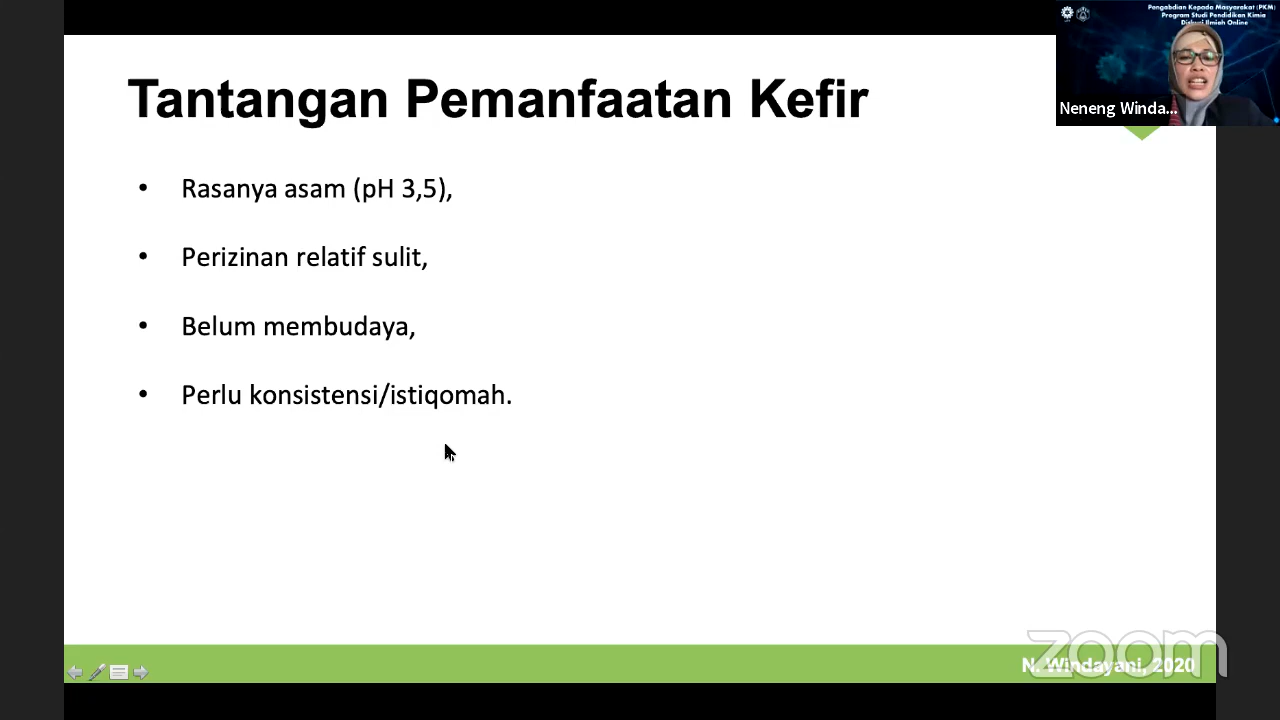 Pengabdian Kepada Masyarakat (PKM)
Program Studi Pendidikan Kimia
Diskusi Ilmiah Online
Neneng Winda...
Tantangan Pemanfaatan Kefir
• Rasanya asam (pH 3,5),
• Perizinan relatif sulit,
• Belum membudaya,
• Perlu konsistensi/istiqomah.
zoom
N. Windayani, 2020